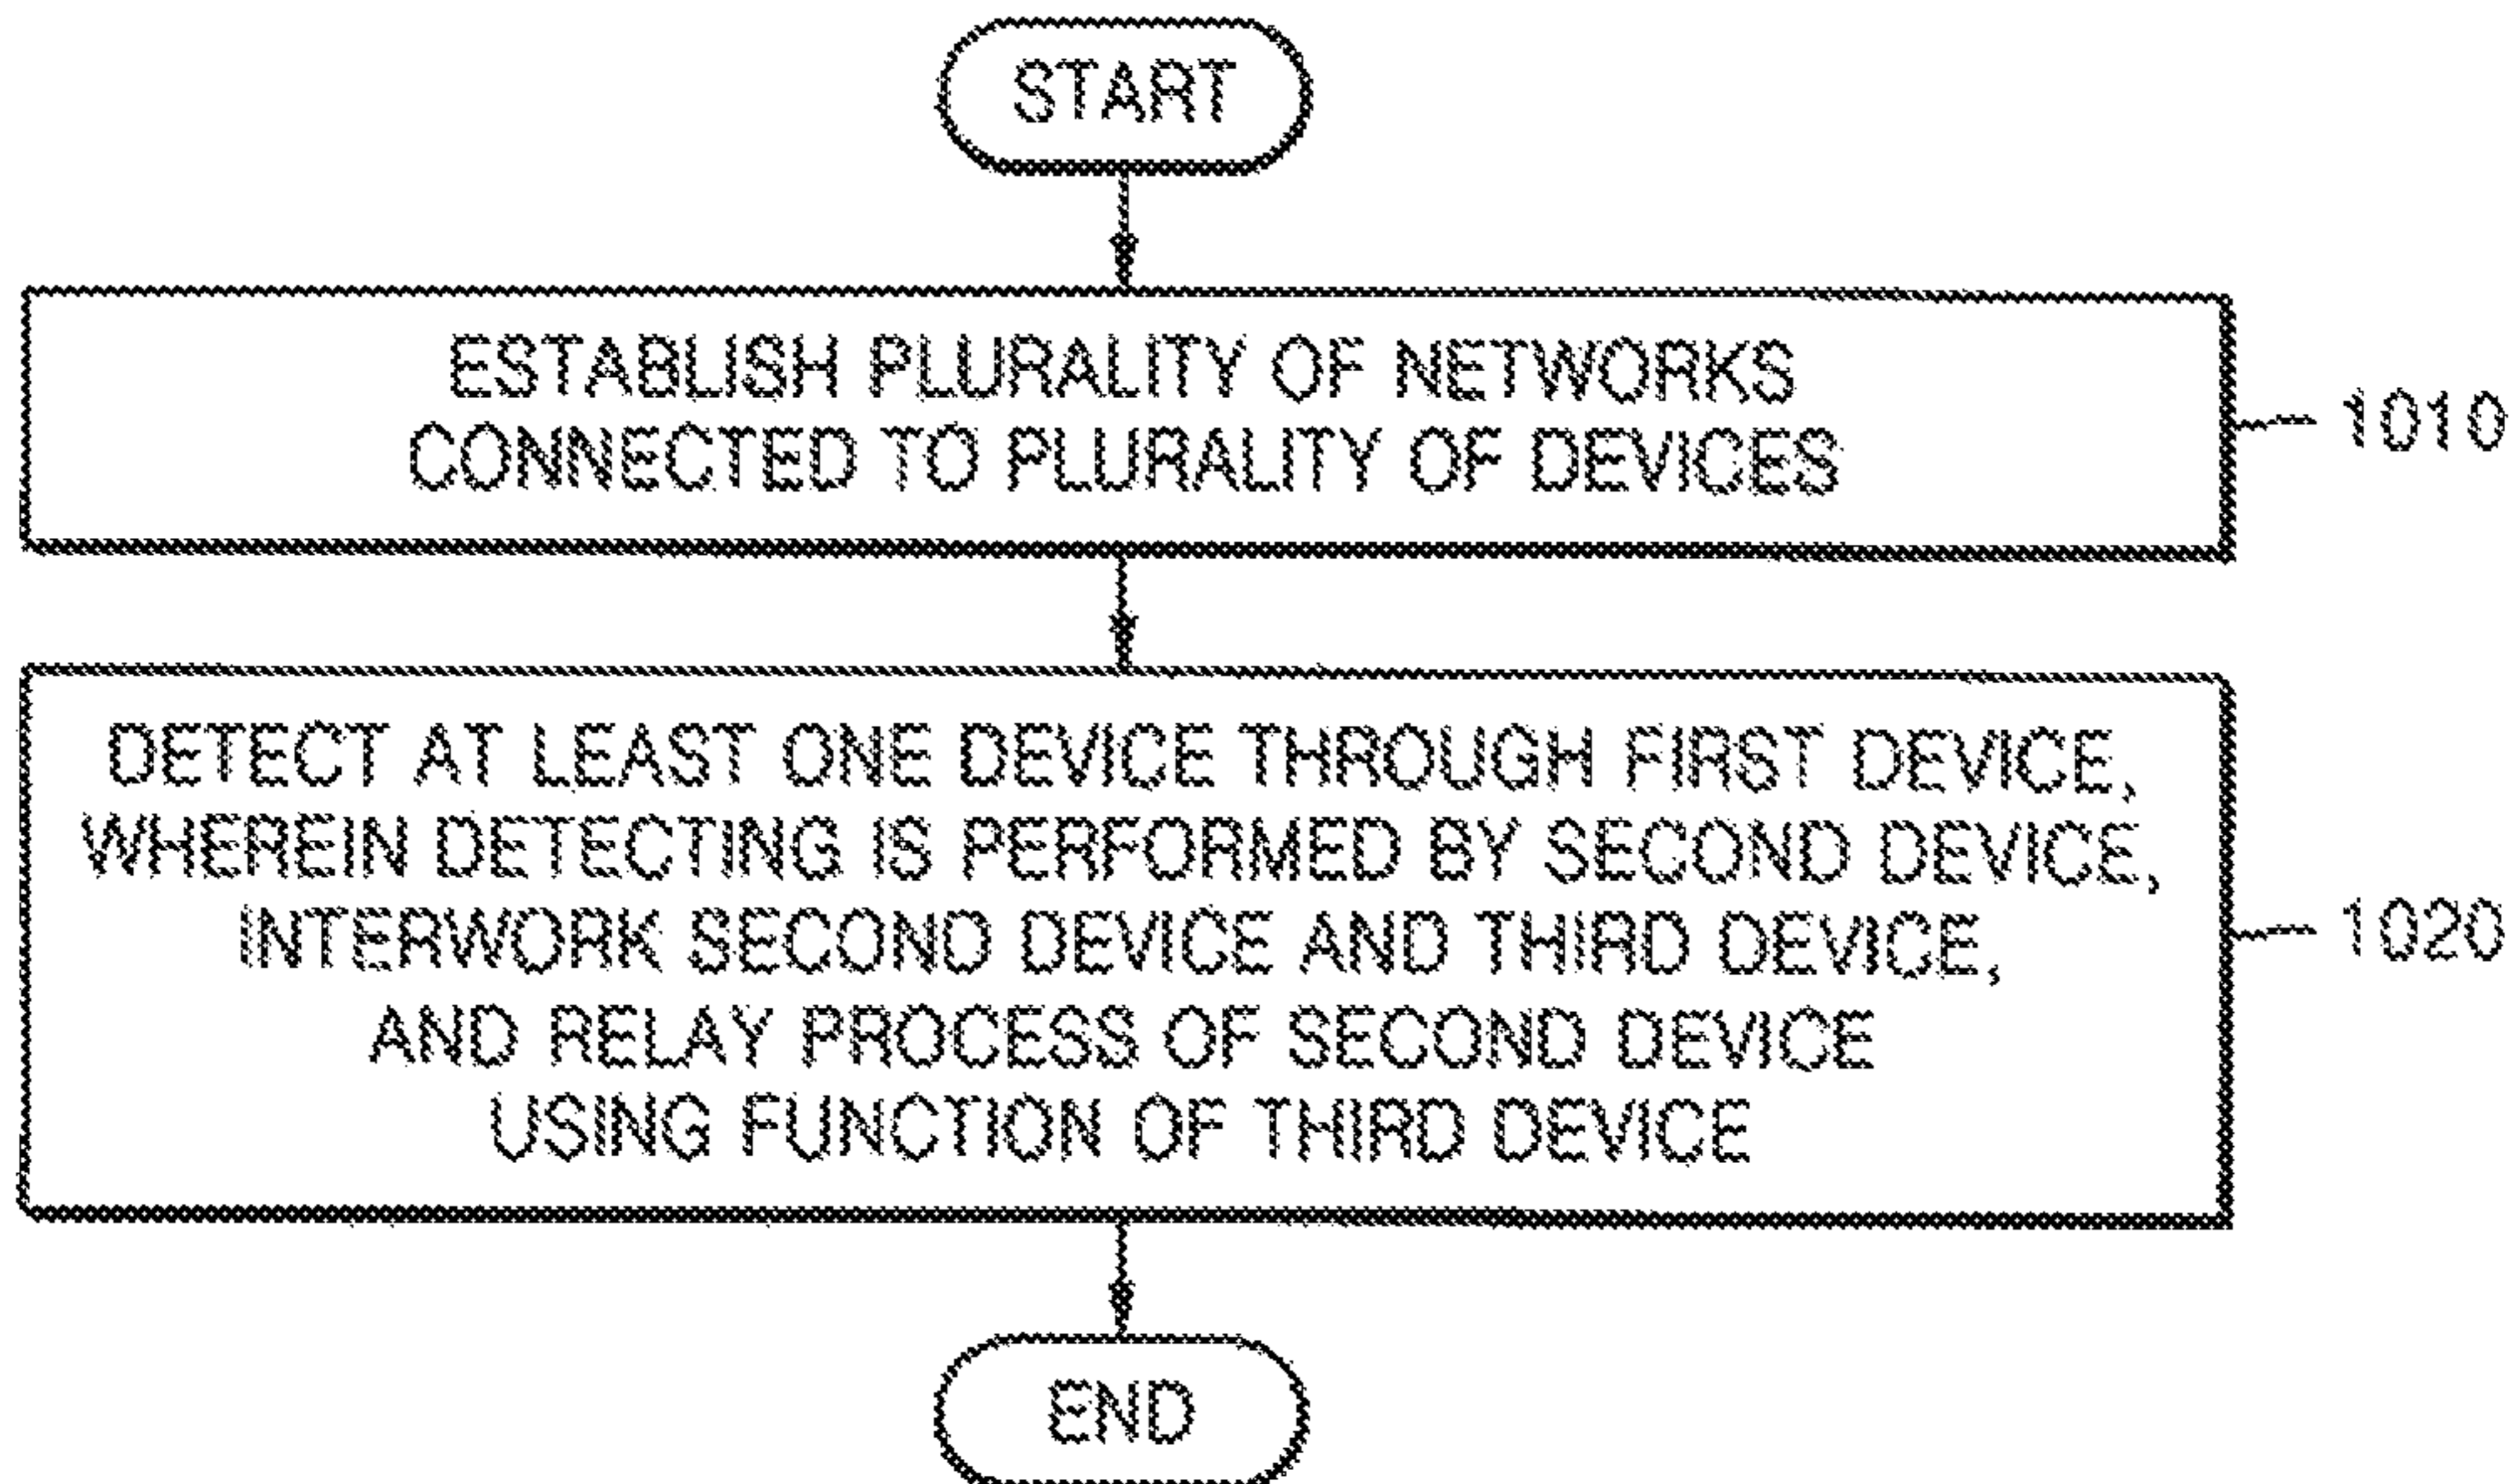 START
ESTABLISH PLURALITY OF NETWORKS
CONNECTED TO PLURALITY OF DEVICES
1010
DETECT AT LEAST ONE DEVICE THROUGH FIRST DEVICE,
WHEREIN DETECTING IS PERFORMED BY SECOND DEVICE,
INTERWORK SECOND DEVICE AND THIRD DEVICE,
AND RELAY PROCESS OF SECOND DEVICE
USING FUNCTION OF THIRD DEVICE
1020
END